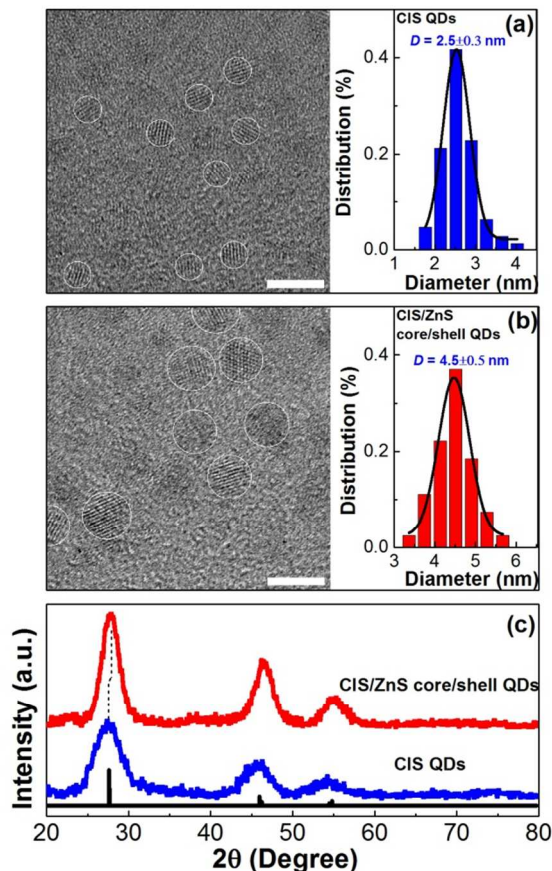 CIS QDs
(a)
D = 2.5±0.3 nm
Distribution (%)
0.4
0.2
0.0
1 2 3 4
Diameter (nm)
CIS/ZnS
core/shell QDs
(b)
D = 4.5±0.5 nm
Distribution (%)
0.4
0.2
0.0
3 4 5 6
Diameter (nm)
(c)
Intensity (a.u.)
CIS/ZnS core/shell QDs
CIS QDs
20 30 40 50 60 70 80
2θ (Degree)